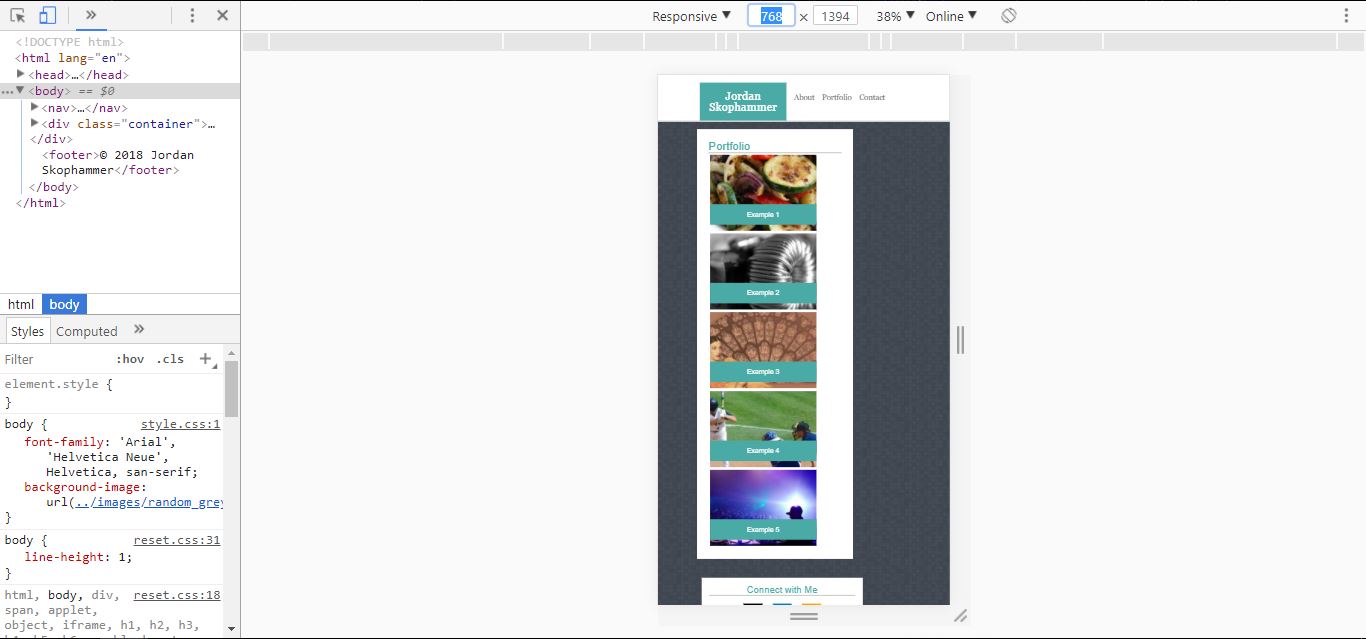 Responsive ▼ 768 × 1394 38% ▼ Online ▼
<!DOCTYPE html>
<html lang="en">
▶<head>…</head>
…▼<body> == $0
▶<nav>…</nav>
▶<div class="container">…
</div>
<footer>© 2018 Jordan
Skophammer</footer>
</body>
</html>
html body
Styles Computed »
Filter :hov .cls +
element.style {
}
body { style.css:1
font-family: 'Arial',
'Helvetica Neue',
Helvetica, san-serif;
background-image:
url(../images/random_grey
}
body { reset.css:31
line-height: 1;
}
html, body, div, reset.css:18
span, applet,
object, iframe, h1, h2, h3,
Jordan
Skophammer
About Portfolio Contact
Portfolio
Example 1
Example 2
Example 3
Example 4
Example 5
Connect with Me